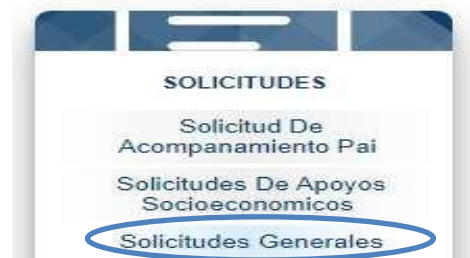 SOLICITUDES
Solicitud De
Acompanamiento Pai
Solicitudes De Apoyos
Socioeconomicos
Solicitudes Generales